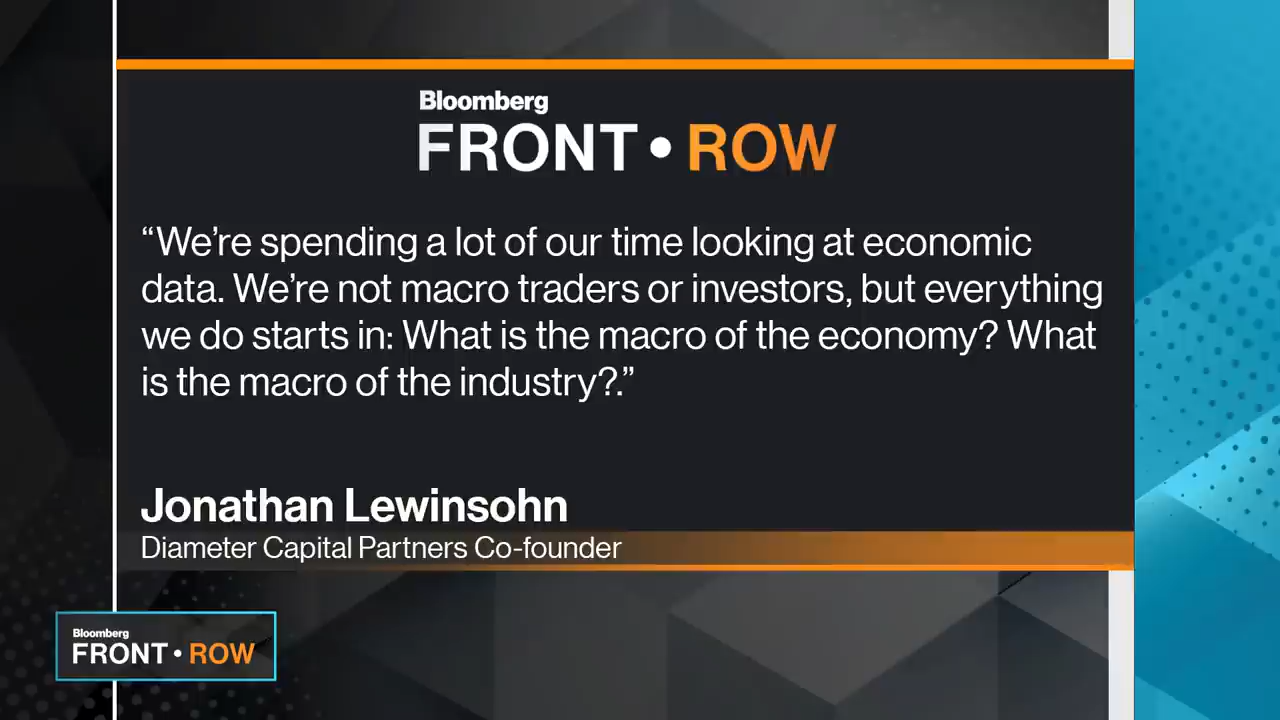 Bloomberg
FRONT • ROW
“We’re spending a lot of our time looking at economic
data. We’re not macro traders or investors, but everything
we do starts in: What is the macro of the economy? What
is the macro of the industry?.”
Jonathan Lewinsohn
Diameter Capital Partners Co-founder
Bloomberg
FRONT • ROW